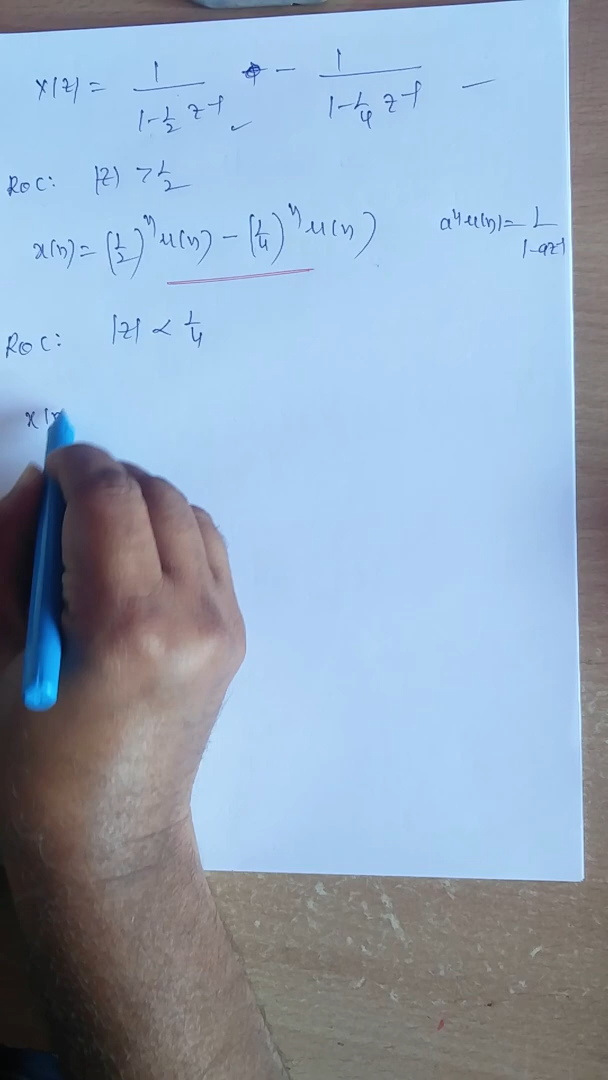 X(z) = 1 / (1 - 1/2 z^-1) - 1 / (1 - 1/4 z^-1)
ROC: |z| > 1/2
x(n) = (1/2)^n u(n) - (1/4)^n u(n)
a^n u(n) = 1 / (1 - az^-1)
ROC: |z| < 1/4
x(n